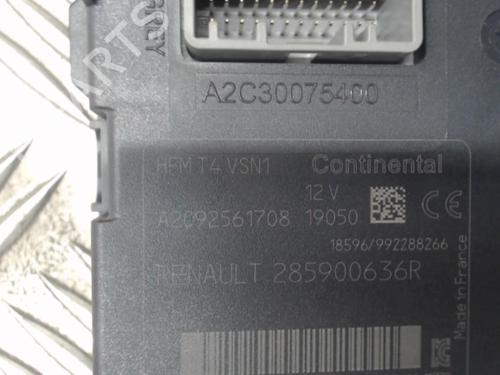 A2C30075400
HFM T4 VSN1 Continental
12 V
A2C92561708 19050
18596/992288266
RENAULT 285900636R
Made in France